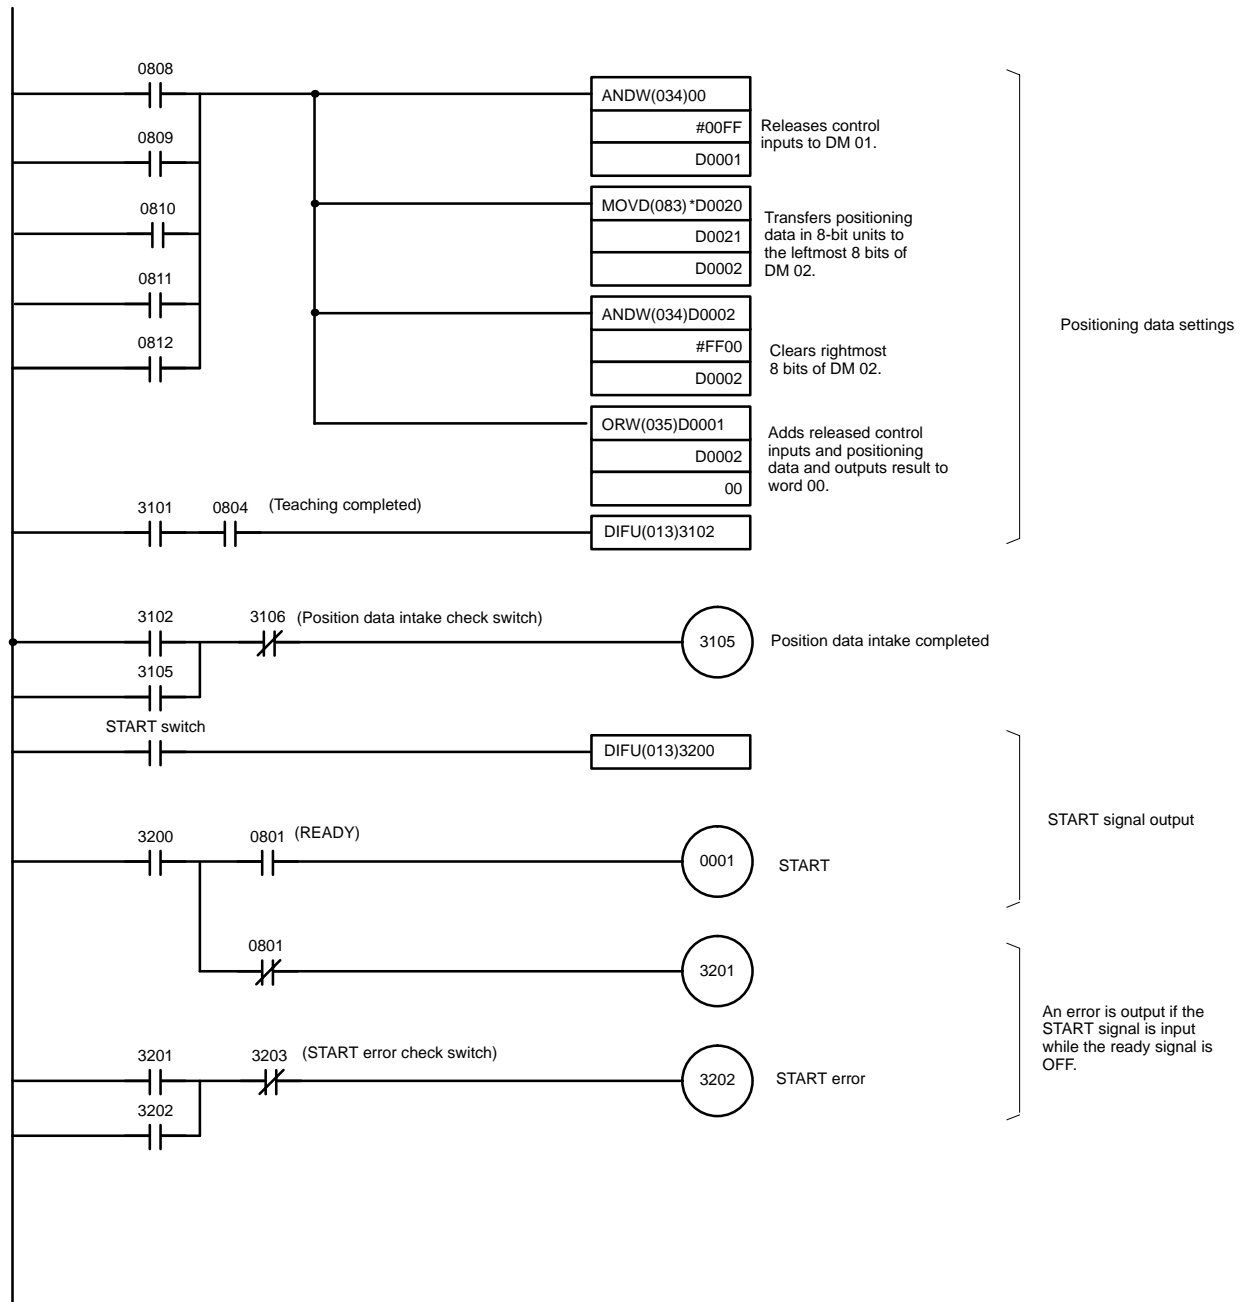 0808
ANDW(034)00
#00FF
D0001
Releases control
inputs to DM 01.
0809
0810
MOVD(083)*D0020
D0021
D0002
Transfers positioning
data in 8-bit units to
the leftmost 8 bits of
DM 02.
0811
ANDW(034)D0002
#FF00
D0002
Clears rightmost
8 bits of DM 02.
Positioning data settings
0812
ORW(035)D0001
D0002
00
Adds released control
inputs and positioning
data and outputs result to
word 00.
3101 0804 (Teaching completed)
DIFU(013)3102
3102 3106 (Position data intake check switch)
3105 Position data intake completed
3105
START switch
DIFU(013)3200
START signal output
3200 0801 (READY)
0001 START
0801
3201
An error is output if the
START signal is input
while the ready signal is
OFF.
3201 3203 (START error check switch)
3202 START error
3202